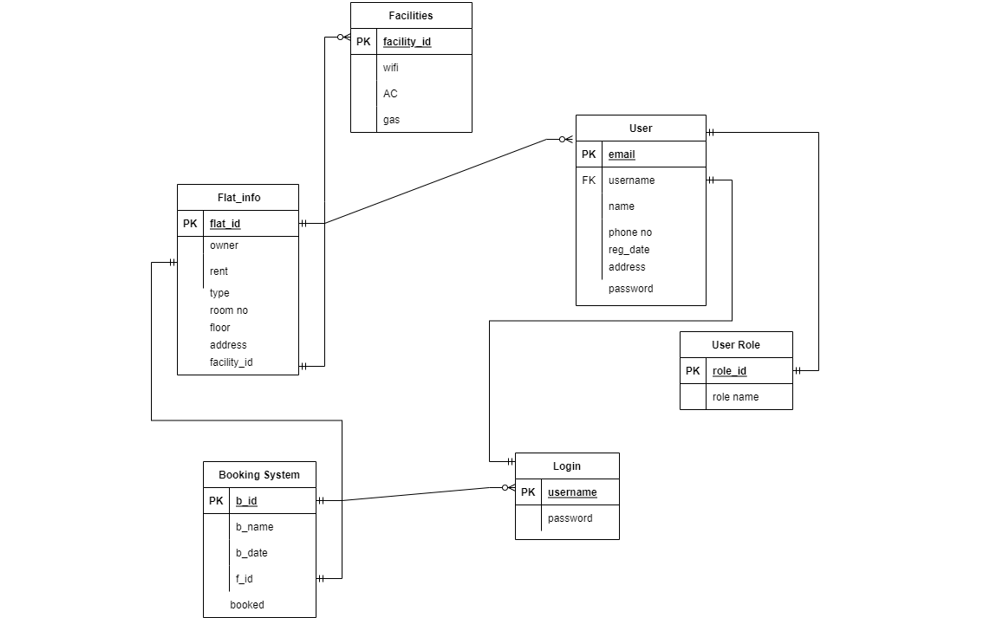 Facilities
PK facility_id
wifi
AC
gas
User
PK email
FK username
name
phone no
reg_date
address
password
Flat_info
PK flat_id
owner
rent
type
room no
floor
address
facility_id
User Role
PK role_id
role name
Booking System
PK b_id
b_name
b_date
f_id
booked
Login
PK username
password